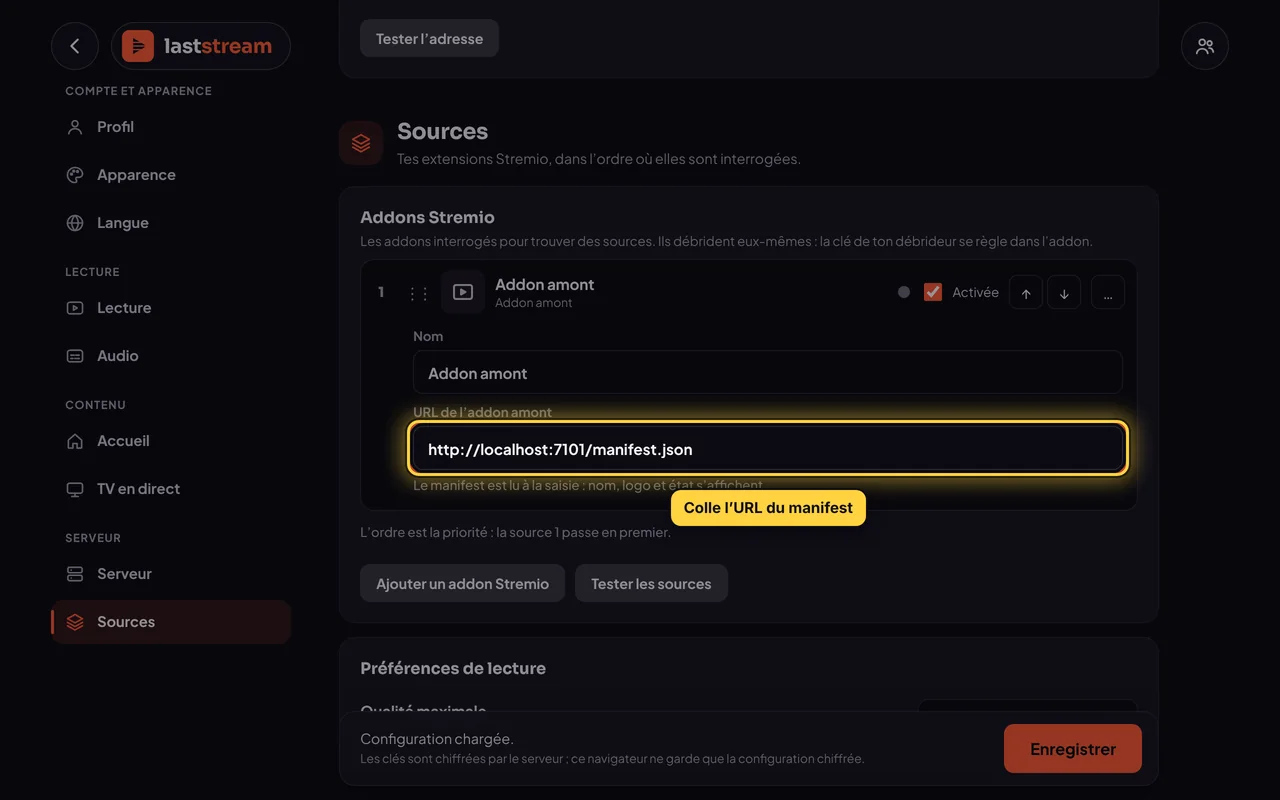 laststream
COMPTE ET APPARENCE
Profil
Apparence
Langue
LECTURE
Lecture
Audio
CONTENU
Accueil
TV en direct
SERVEUR
Serveur
Sources
Tester l’adresse
Sources
Tes extensions Stremio, dans l’ordre où elles sont interrogées.
Addons Stremio
Les addons interrogés pour trouver des sources. Ils débrident eux-mêmes : la clé de ton débrideur se règle dans l’addon.
1
Addon amont
Addon amont
Activée
↑
↓
...
Nom
Addon amont
URL de l’addon amont
http://localhost:7101/manifest.json
Le manifest est lu à la saisie : nom, logo et état s’affichent
Colle l’URL du manifest
L’ordre est la priorité : la source 1 passe en premier.
Ajouter un addon Stremio
Tester les sources
Préférences de lecture
Qualité maximale
Configuration chargée.
Les clés sont chiffrées par le serveur ; ce navigateur ne garde que la configuration chiffrée.
Enregistrer